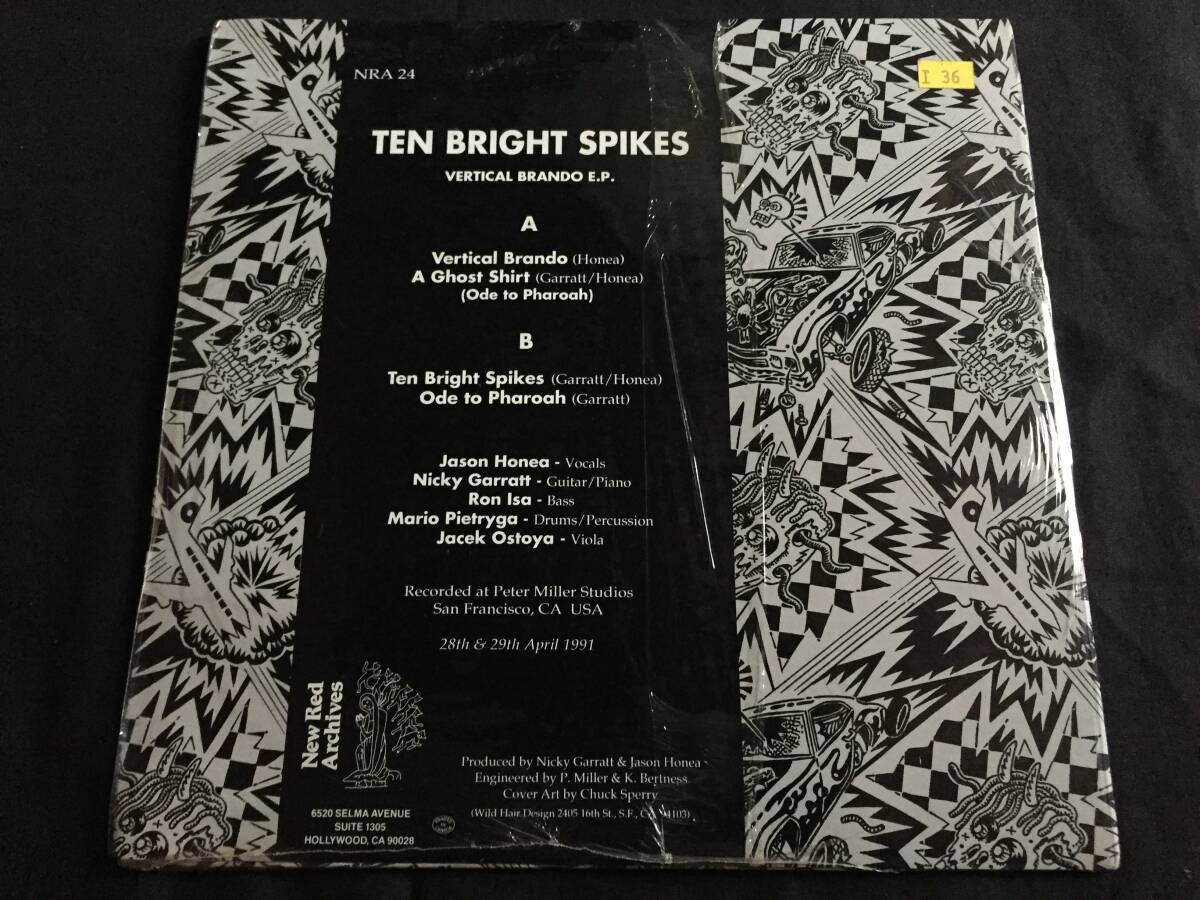 NRA 24
I 36
TEN BRIGHT SPIKES
VERTICAL BRANDO E.P.
A
Vertical Brando (Honea)
A Ghost Shirt (Garratt/Honea)
(Ode to Pharoah)
B
Ten Bright Spikes (Garratt/Honea)
Ode to Pharoah (Garratt)
Jason Honea - Vocals
Nicky Garratt - Guitar/Piano
Ron Isa - Bass
Mario Pietryga - Drums/Percussion
Jacek Ostoya - Viola
Recorded at Peter Miller Studios
San Francisco, CA USA
28th & 29th April 1991
New Red
Archives
Produced by Nicky Garratt & Jason Honea
Engineered by P. Miller & K. Bertness
Cover Art by Chuck Sperry
(Wild Hair Design 2405 16th St., S.F., 
6520 SELMA AVENUE
SUITE 1305
HOLLYWOOD, CA 90028